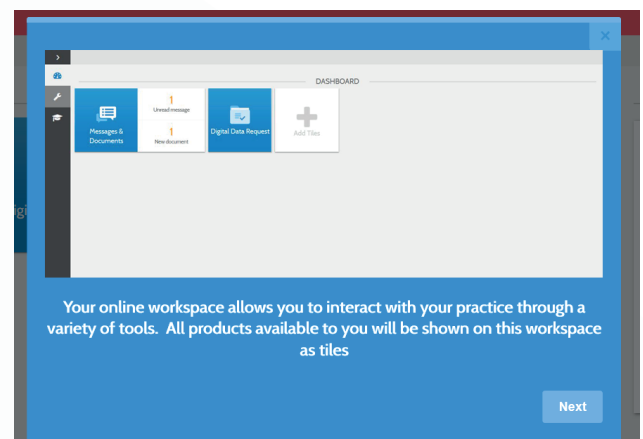 DASHBOARD
Messages &
Documents
1
Unread message
1
New document
Digital Data Request
Add Tiles
Your online workspace allows you to interact with your practice through a
variety of tools.  All products available to you will be shown on this workspace
as tiles
Next
igi